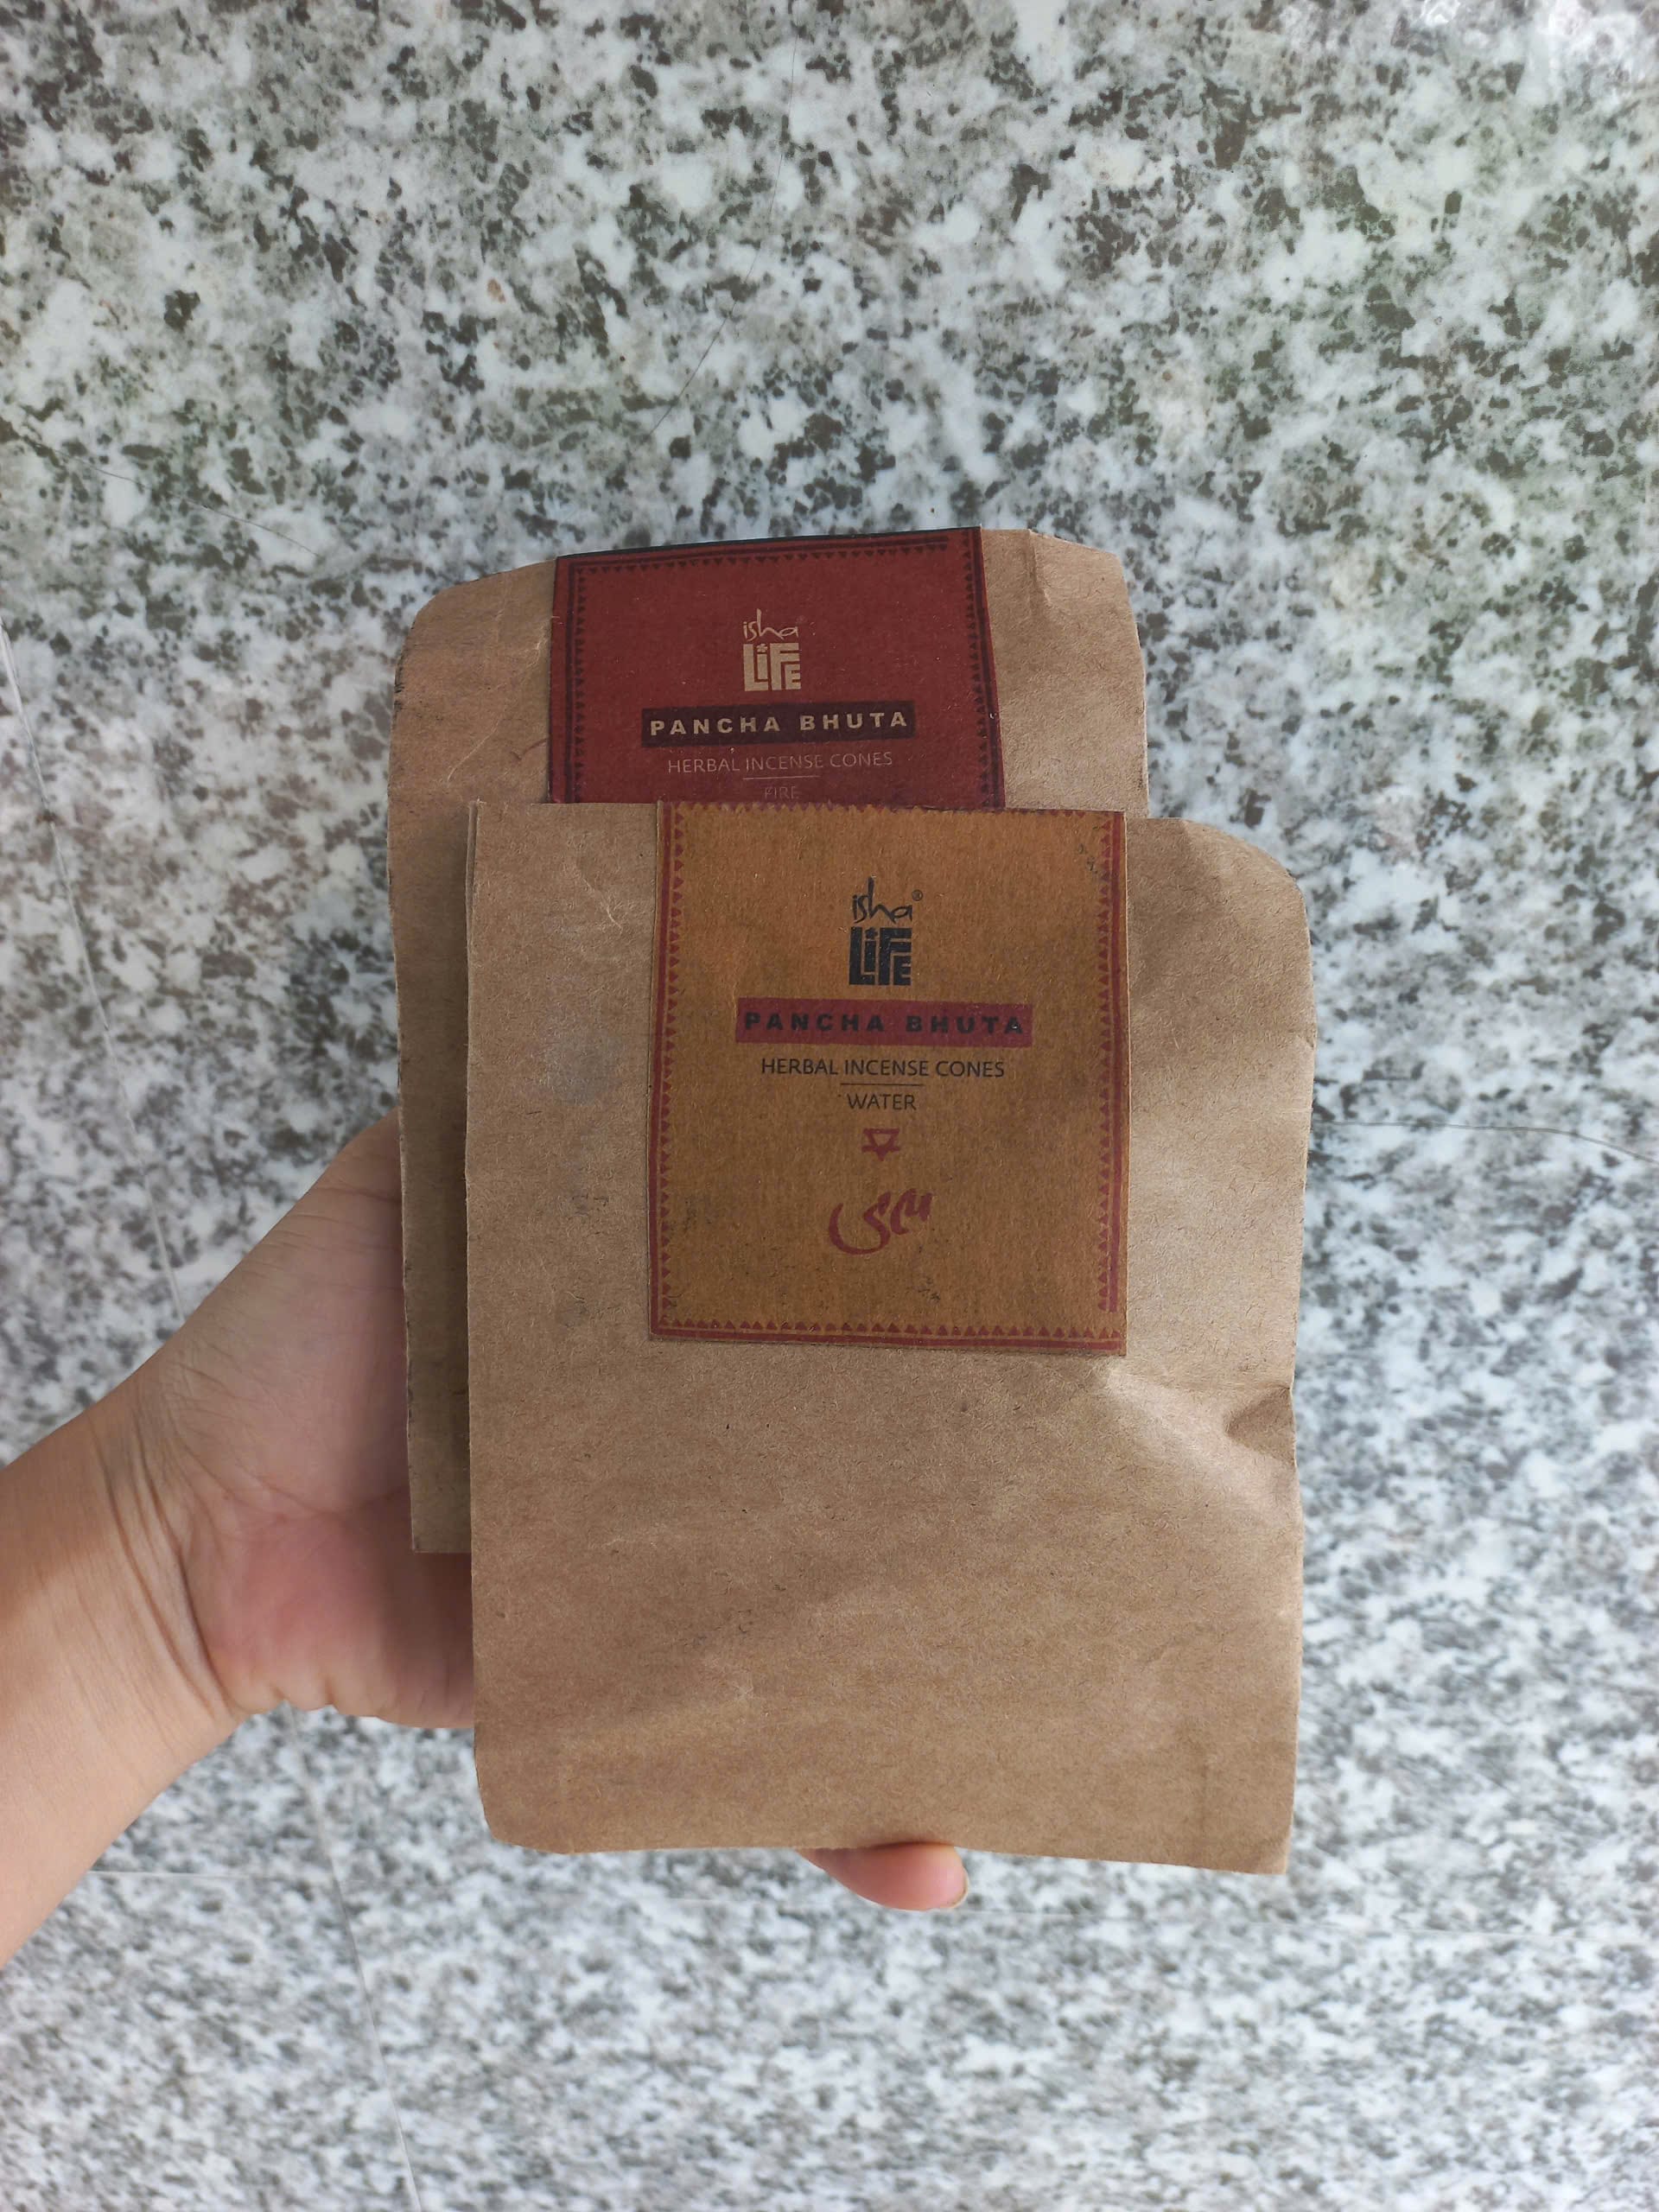 isha
LiFE
PANCHA BHUTA
HERBAL INCENSE CONES
FIRE
isha®
LiFE
PANCHA BHUTA
HERBAL INCENSE CONES
WATER